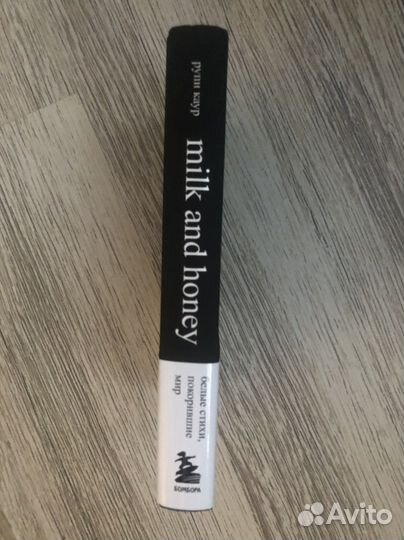 рупи каур
milk and honey
белые стихи,
покорившие
мир
БОМБОРА
Avito